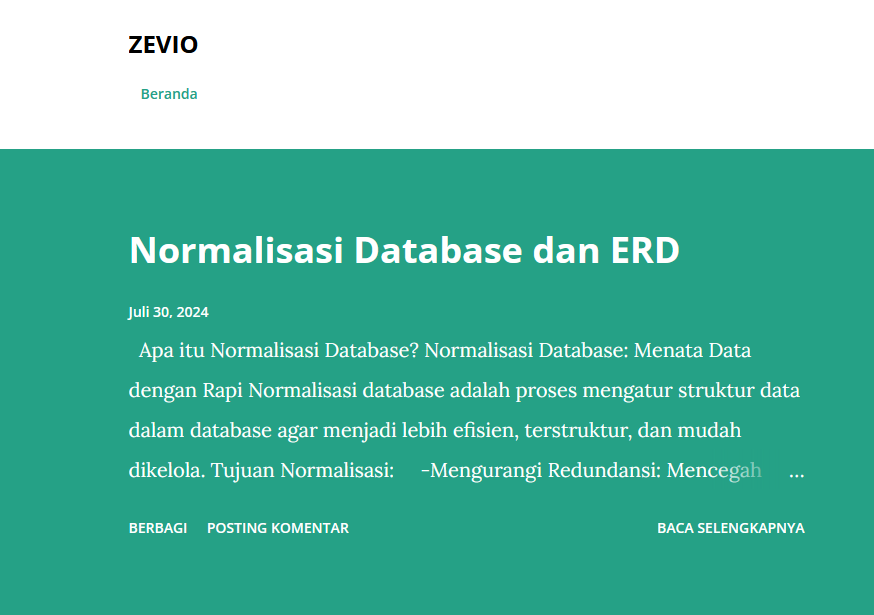 ZEVIO
Beranda
Normalisasi Database dan ERD
Juli 30, 2024
Apa itu Normalisasi Database? Normalisasi Database: Menata Data
dengan Rapi Normalisasi database adalah proses mengatur struktur data
dalam database agar menjadi lebih efisien, terstruktur, dan mudah
dikelola. Tujuan Normalisasi: -Mengurangi Redundansi: Mencegah ...
BERBAGI POSTING KOMENTAR BACA SELENGKAPNYA